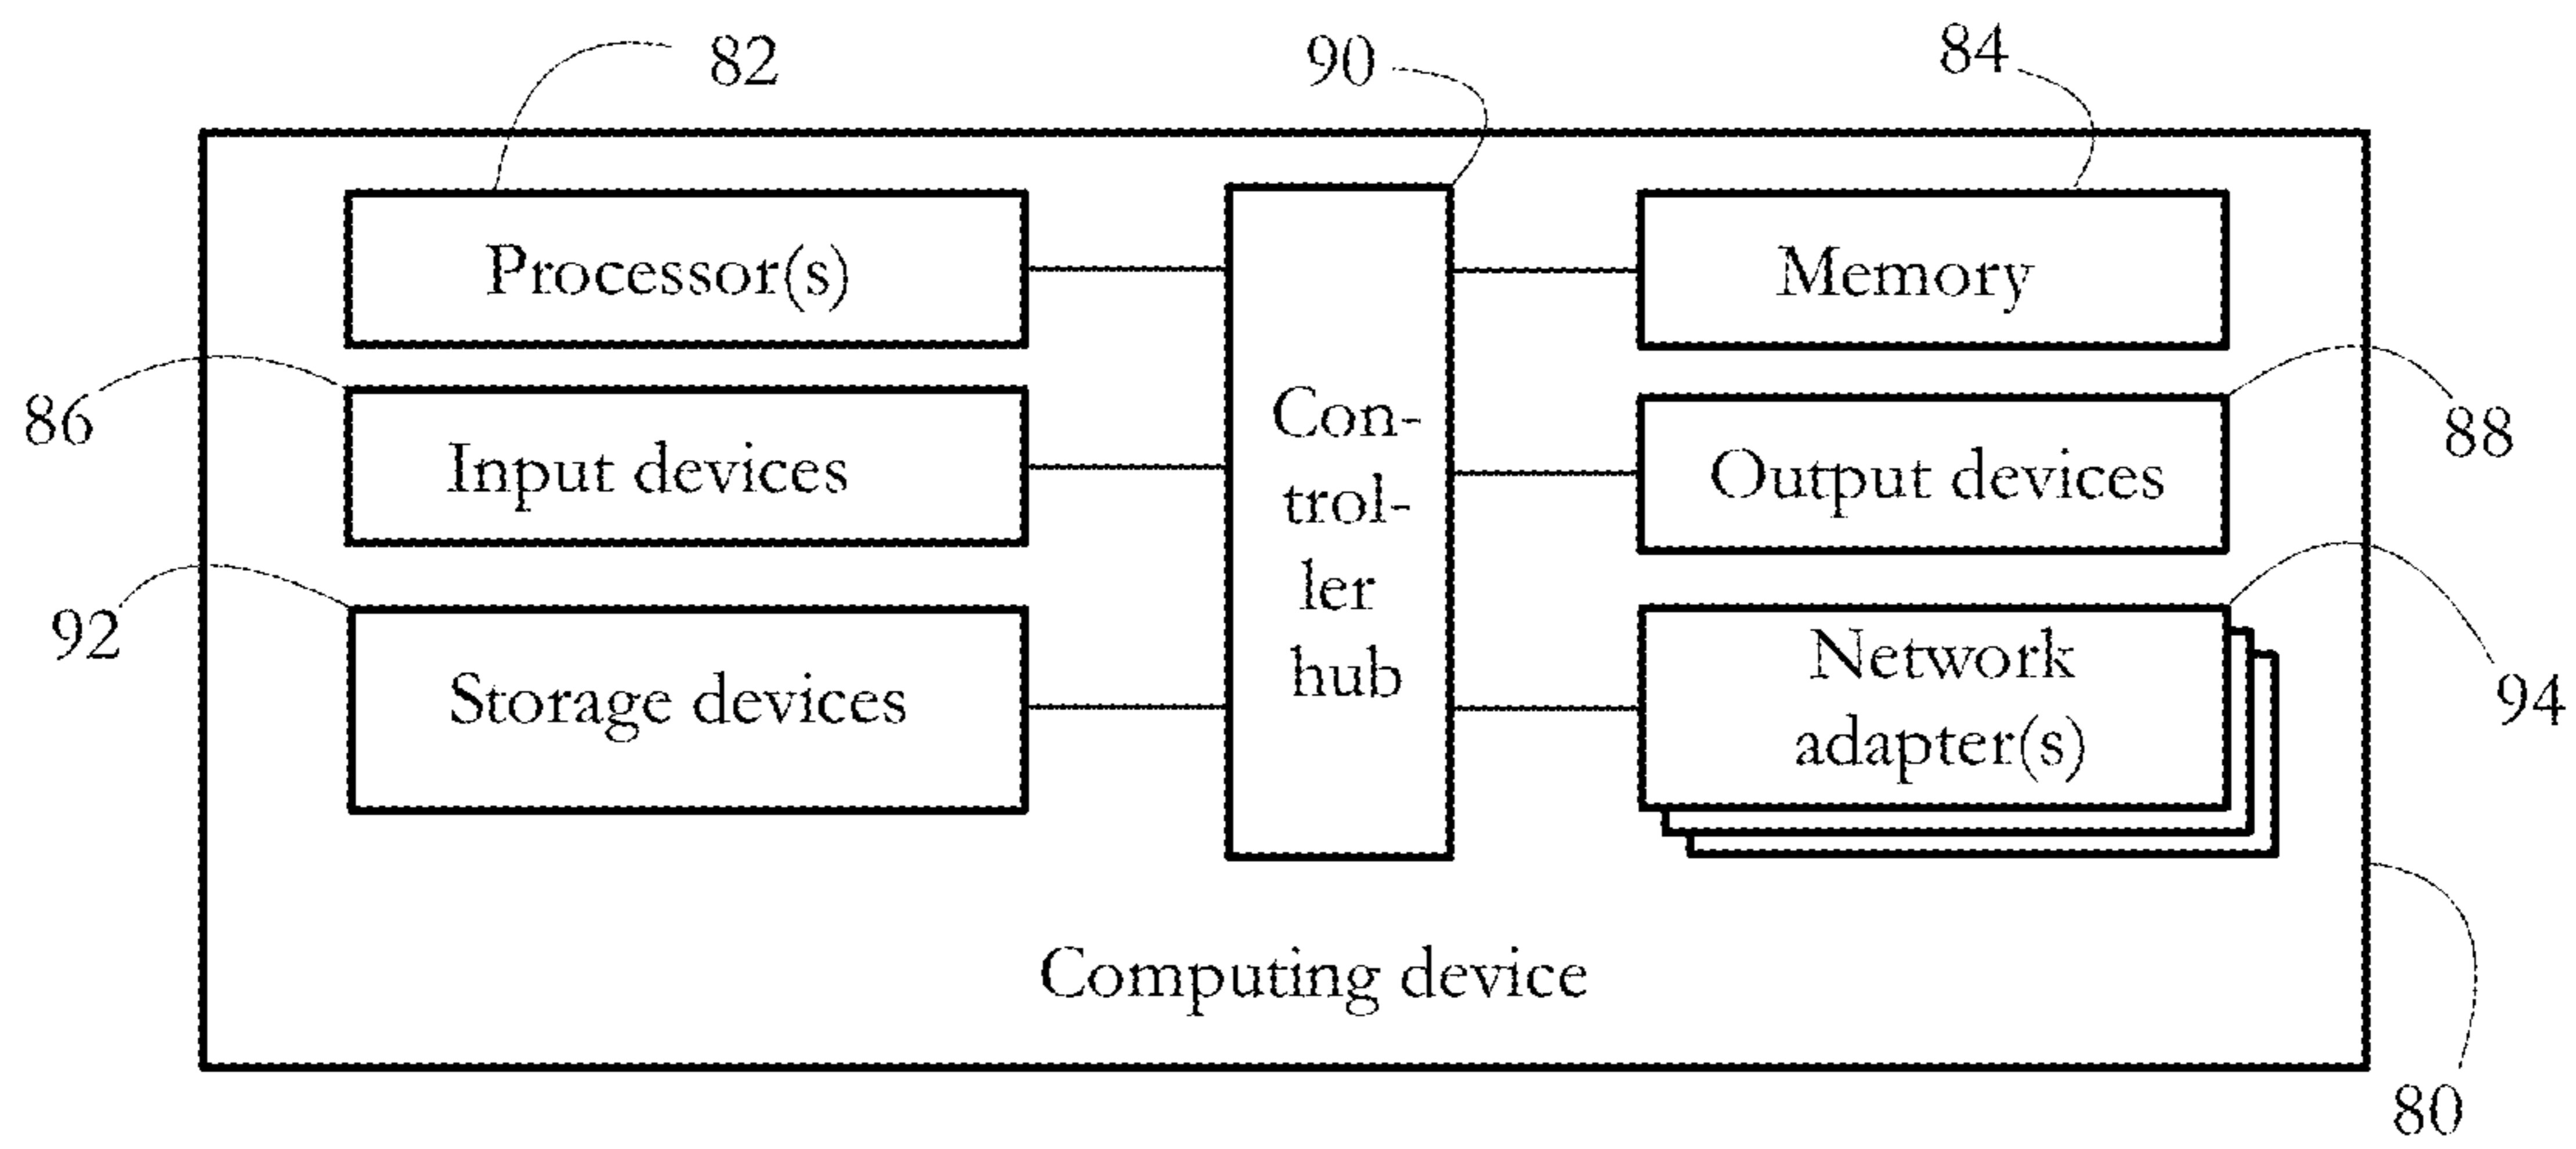 82
90
84
Processor(s)
Memory
86
Input devices
Con-
trol-
ler
hub
Output devices
88
92
Storage devices
Network
adapter(s)
94
Computing device
80